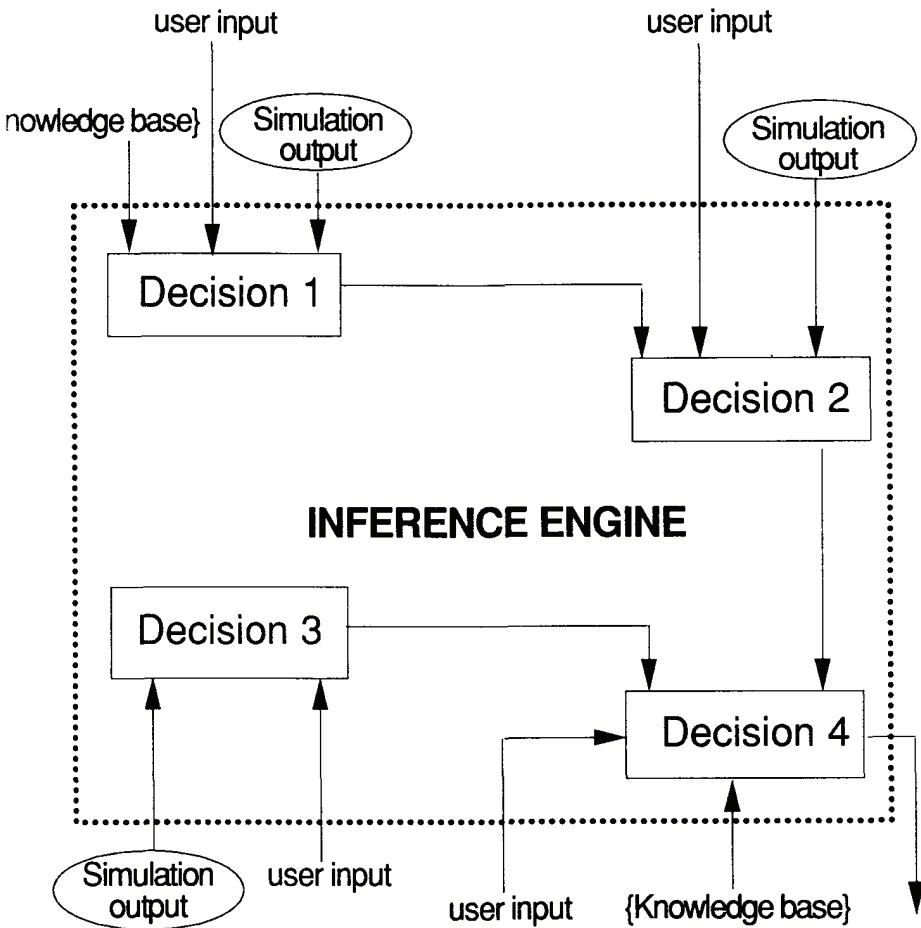 user input
user input
nowledge base}
Simulation
output
Simulation
output
Decision 1
Decision 2
INFERENCE ENGINE
Decision 3
Decision 4
Simulation
output
user input
user input
{Knowledge base}